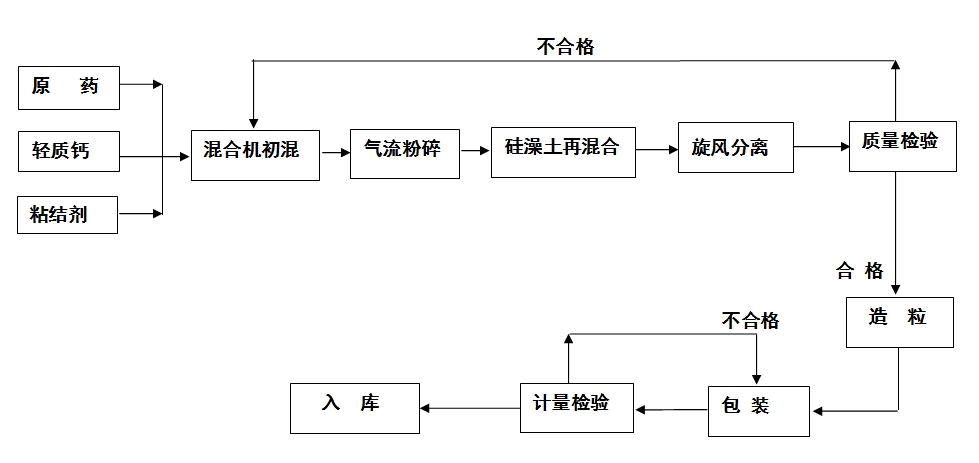 不合格
原 药
轻质钙
粘结剂
混合机初混
气流粉碎
硅藻土再混合
旋风分离
质量检验
合 格
造 粒
不合格
入 库
计量检验
包 装